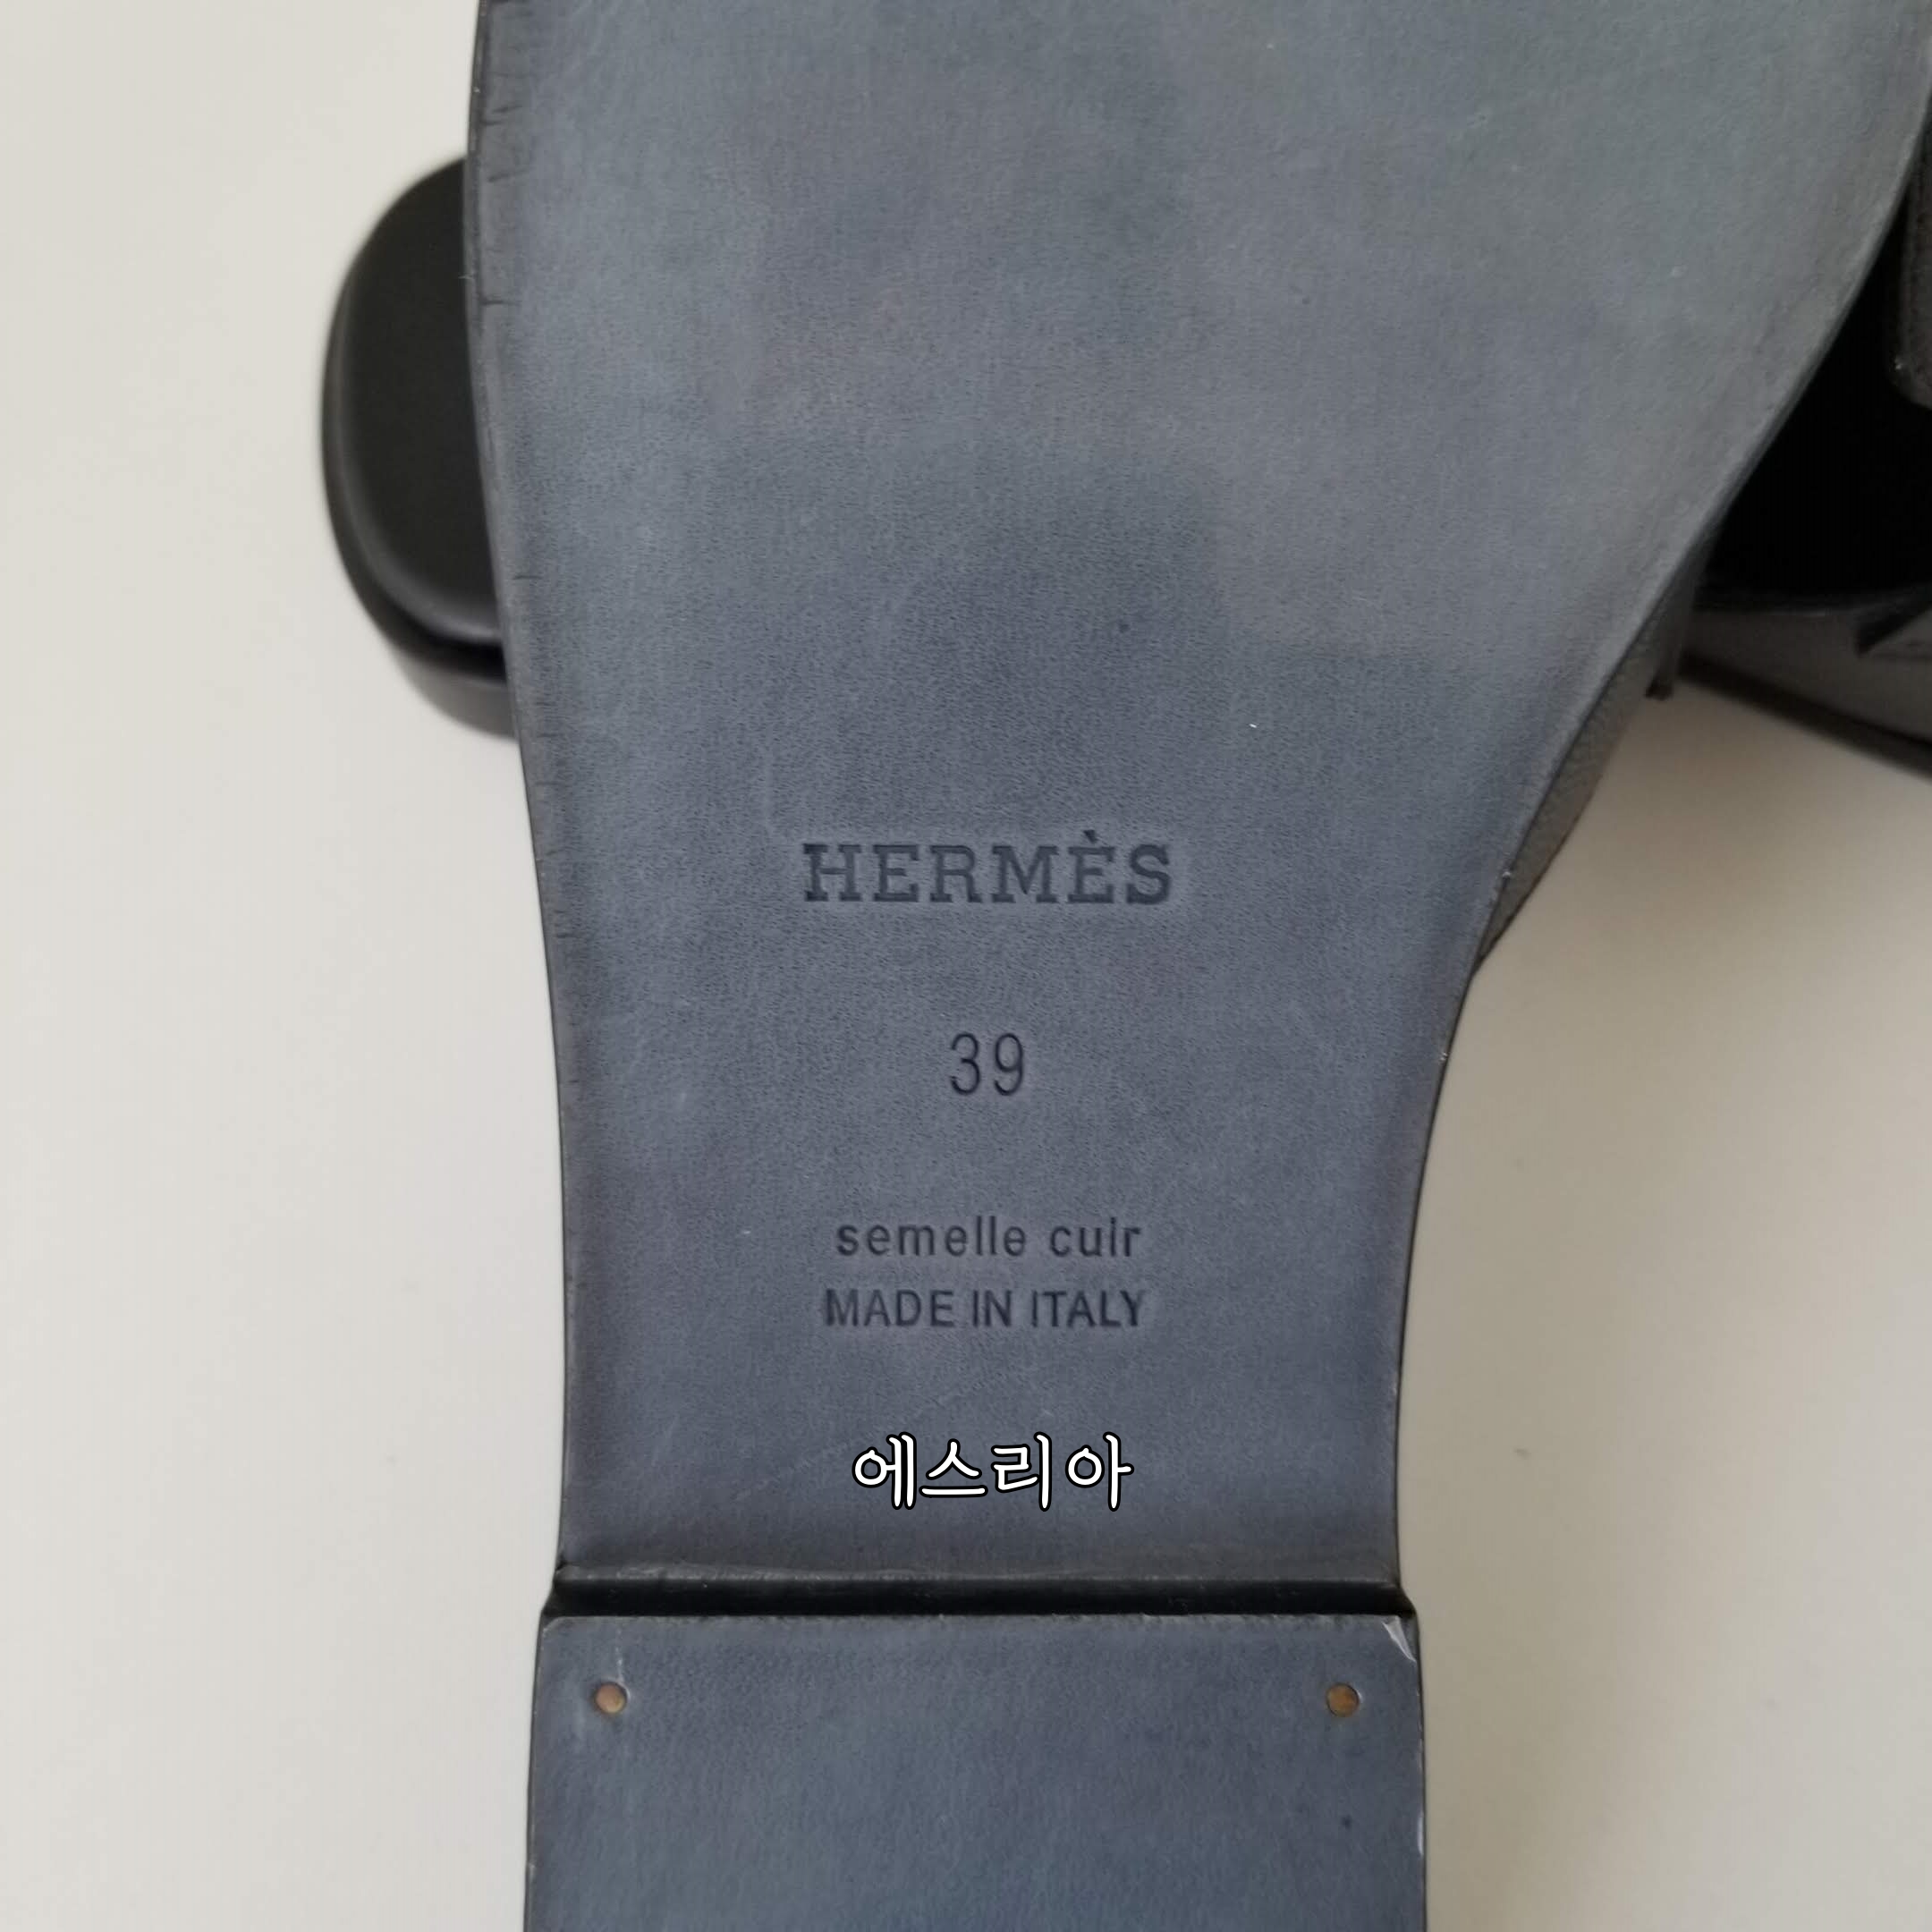 HERMÈS
39
semelle cuir
MADE IN ITALY
에스리아